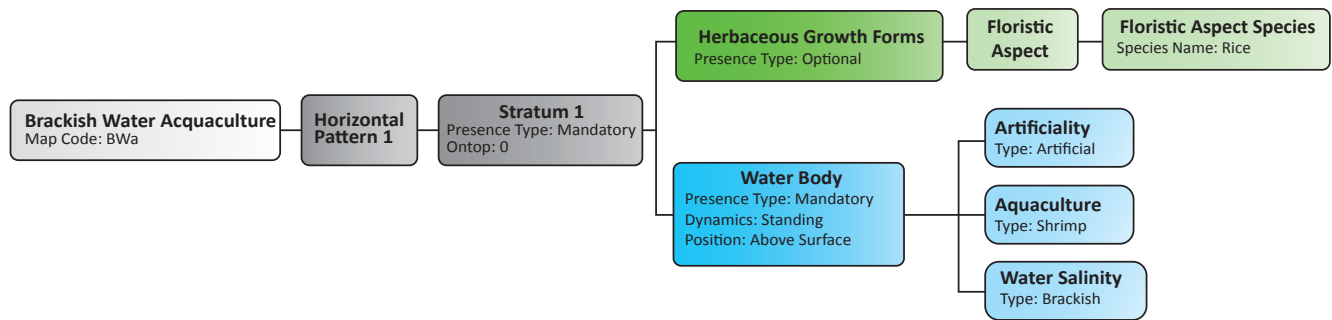 Brackish Water Acquaculture
Map Code: BWa
Horizontal
Pattern 1
Stratum 1
Presence Type: Mandatory
Ontop: 0
Herbaceous Growth Forms
Presence Type: Optional
Floristic
Aspect
Floristic Aspect Species
Species Name: Rice
Water Body
Presence Type: Mandatory
Dynamics: Standing
Position: Above Surface
Artificiality
Type: Artificial
Aquaculture
Type: Shrimp
Water Salinity
Type: Brackish